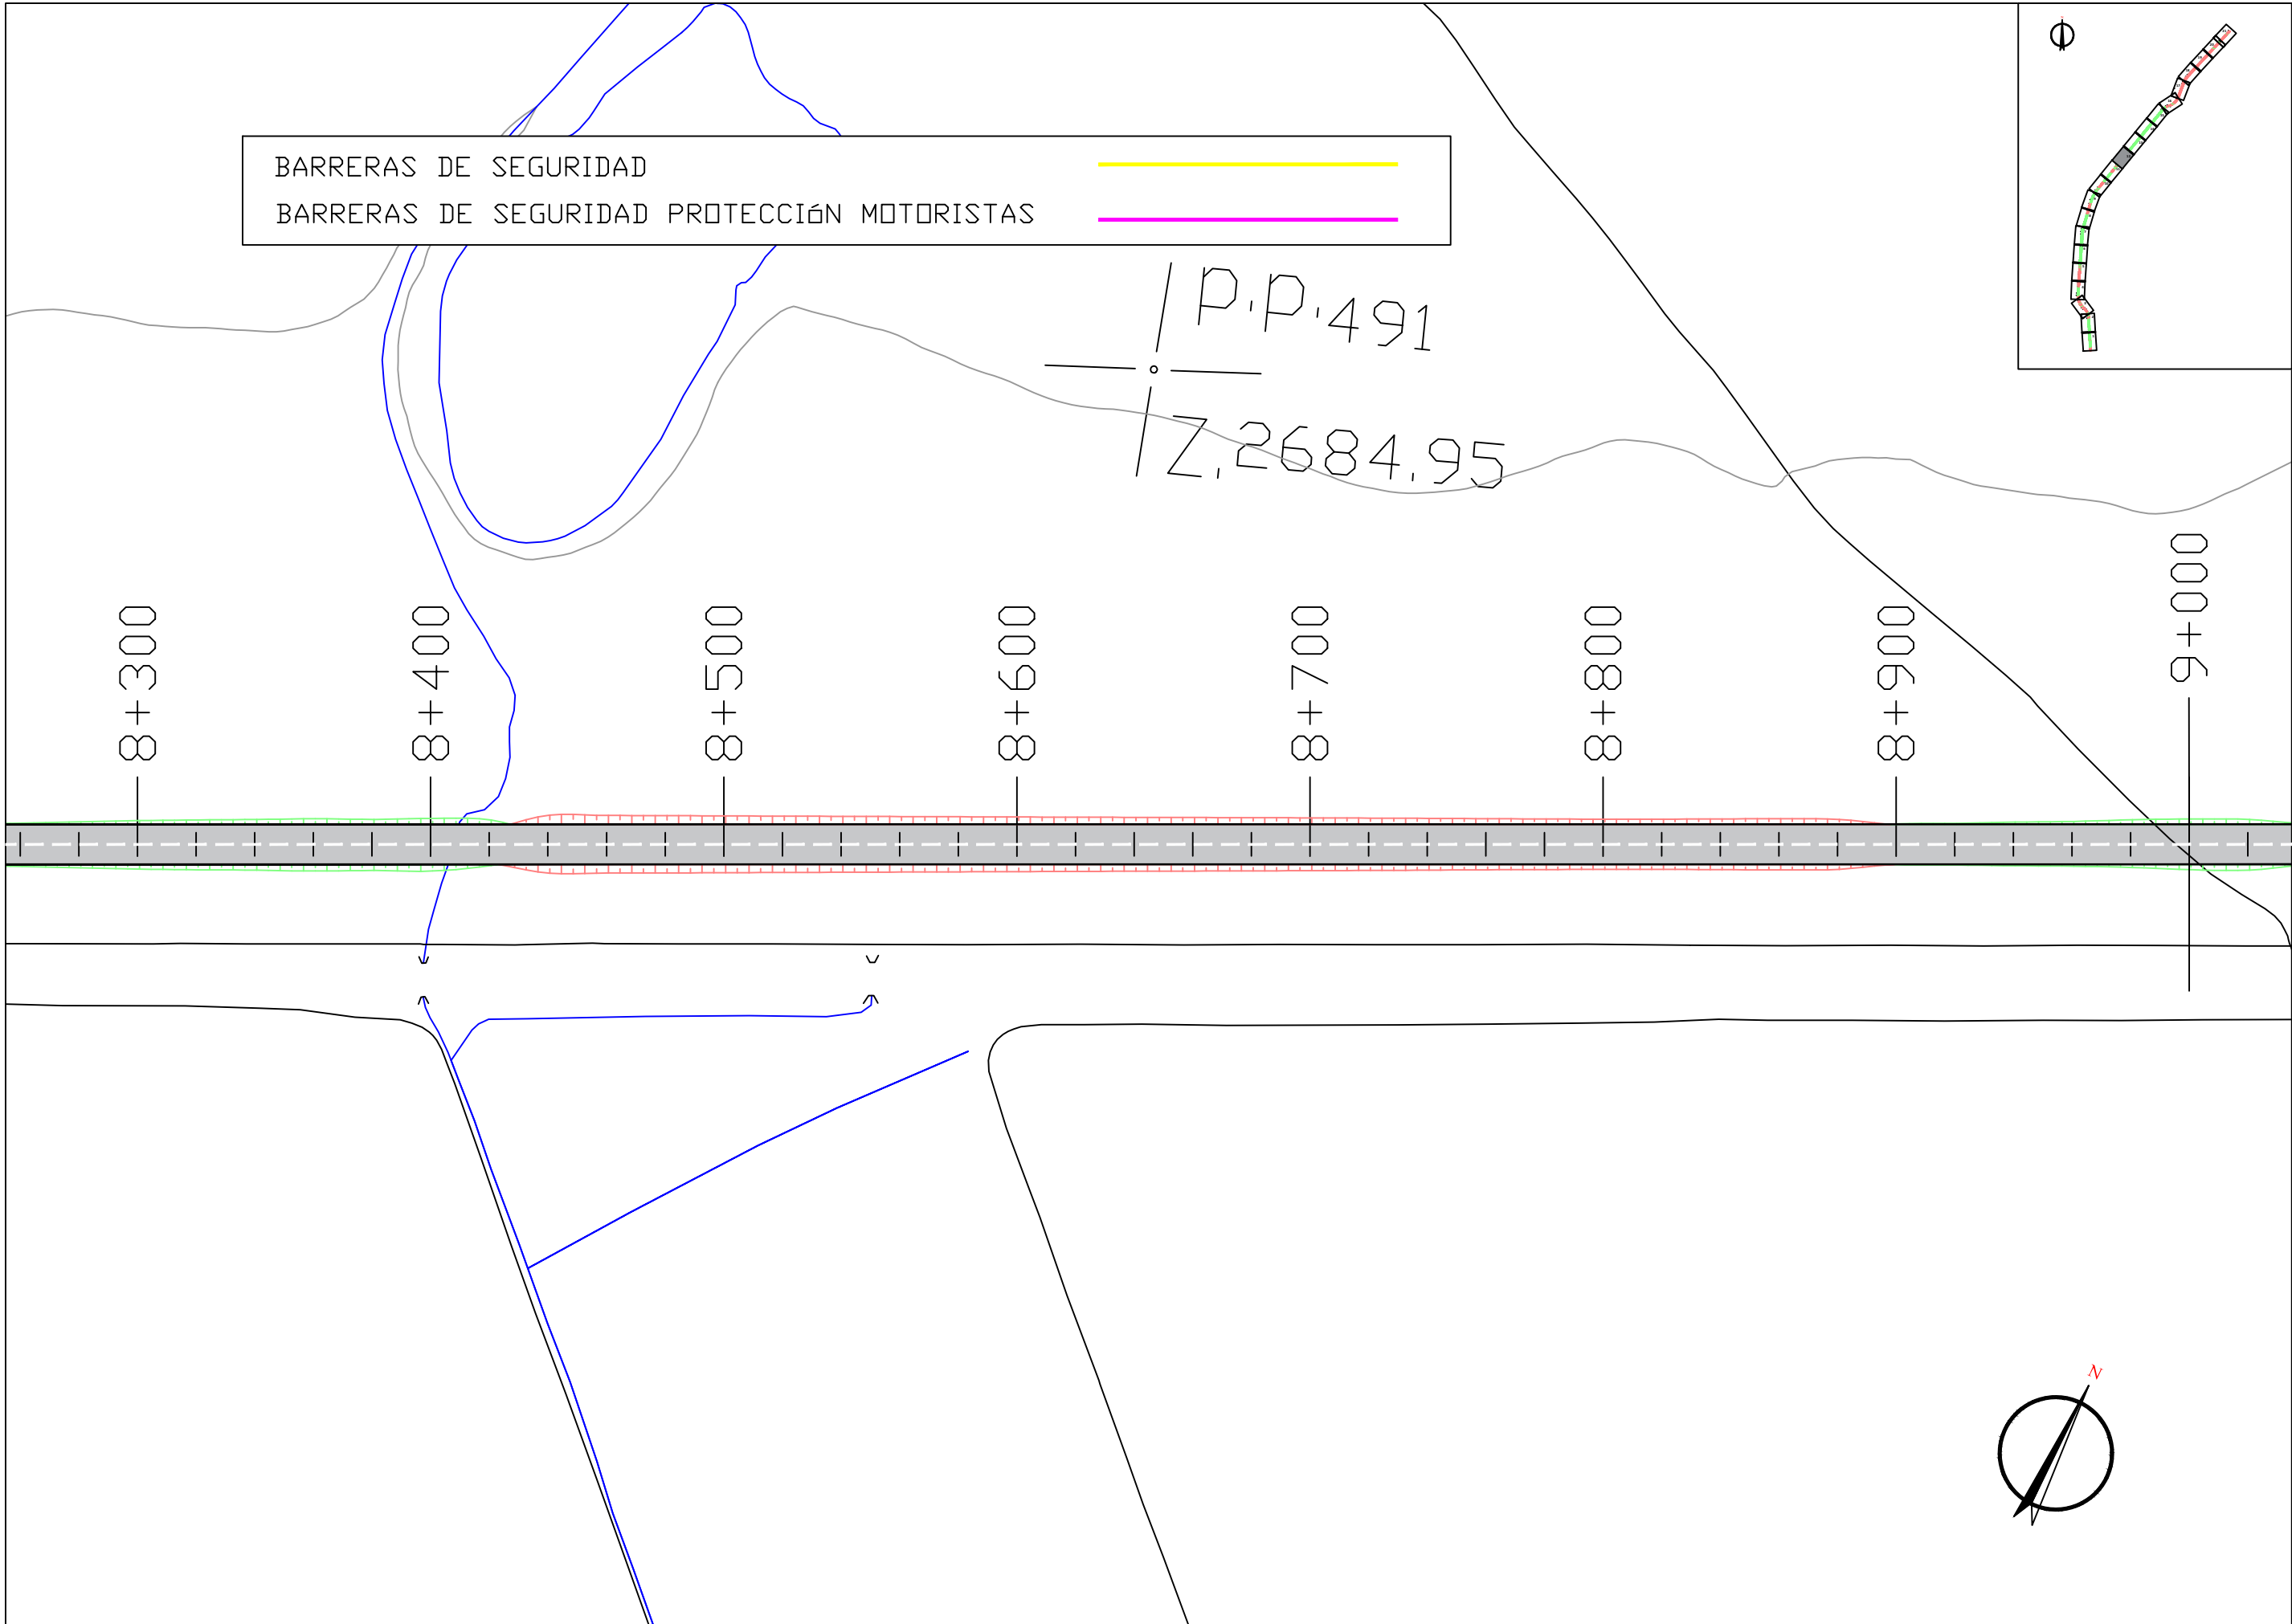 BARRERAS DE SEGURIDAD
BARRERAS DE SEGURIDAD PROTECCIóN MOTORISTAS
P.P.491
Z.2684.95
8+300
8+400
8+500
8+600
8+700
8+800
8+900
9+000
N